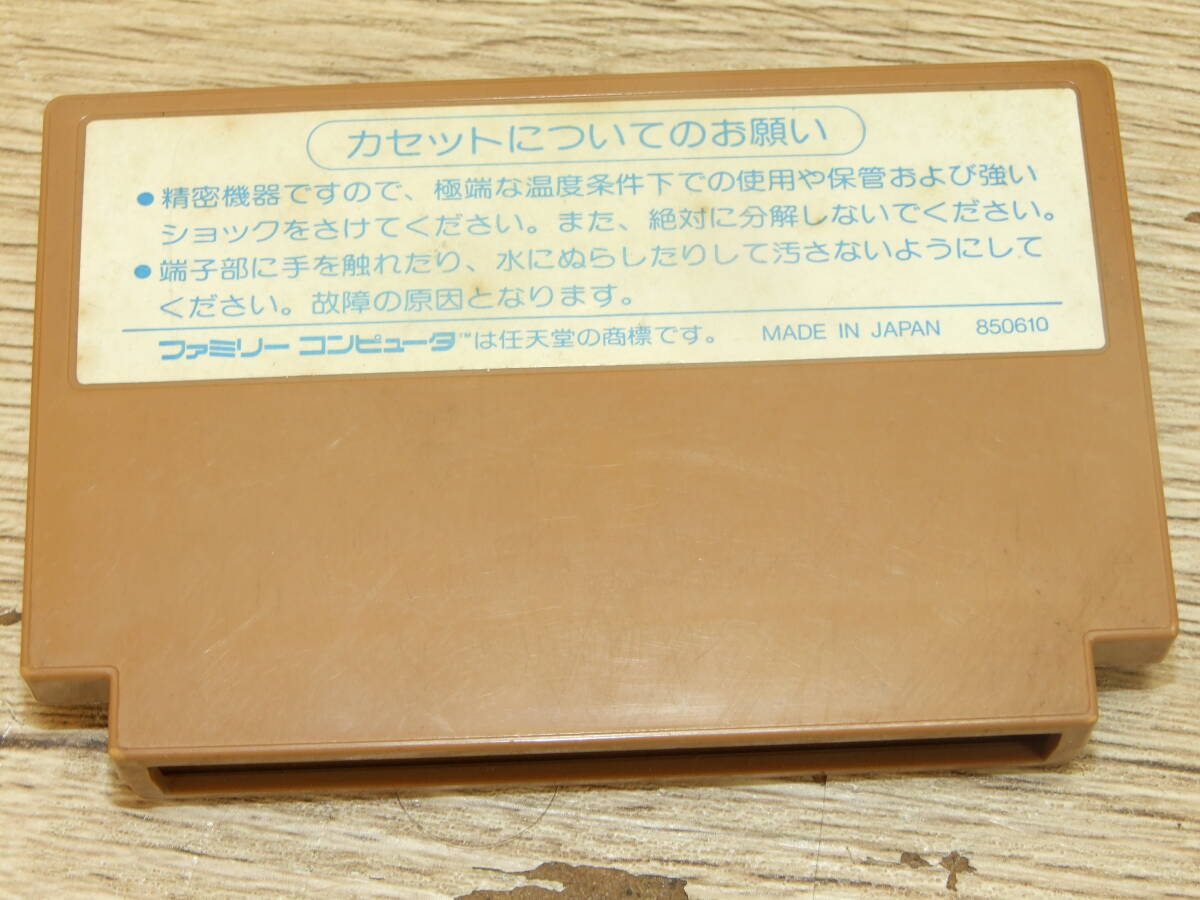 カセットについてのお願い
●精密機器ですので、極端な温度条件下での使用や保管および強い
ショックをさけてください。また、絶対に分解しないでください。
●端子部に手を触れたり、水にぬらしたりして汚さないようにして
ください。故障の原因となります。
ファミリー コンピュータ™は任天堂の商標です。 MADE IN JAPAN 850610